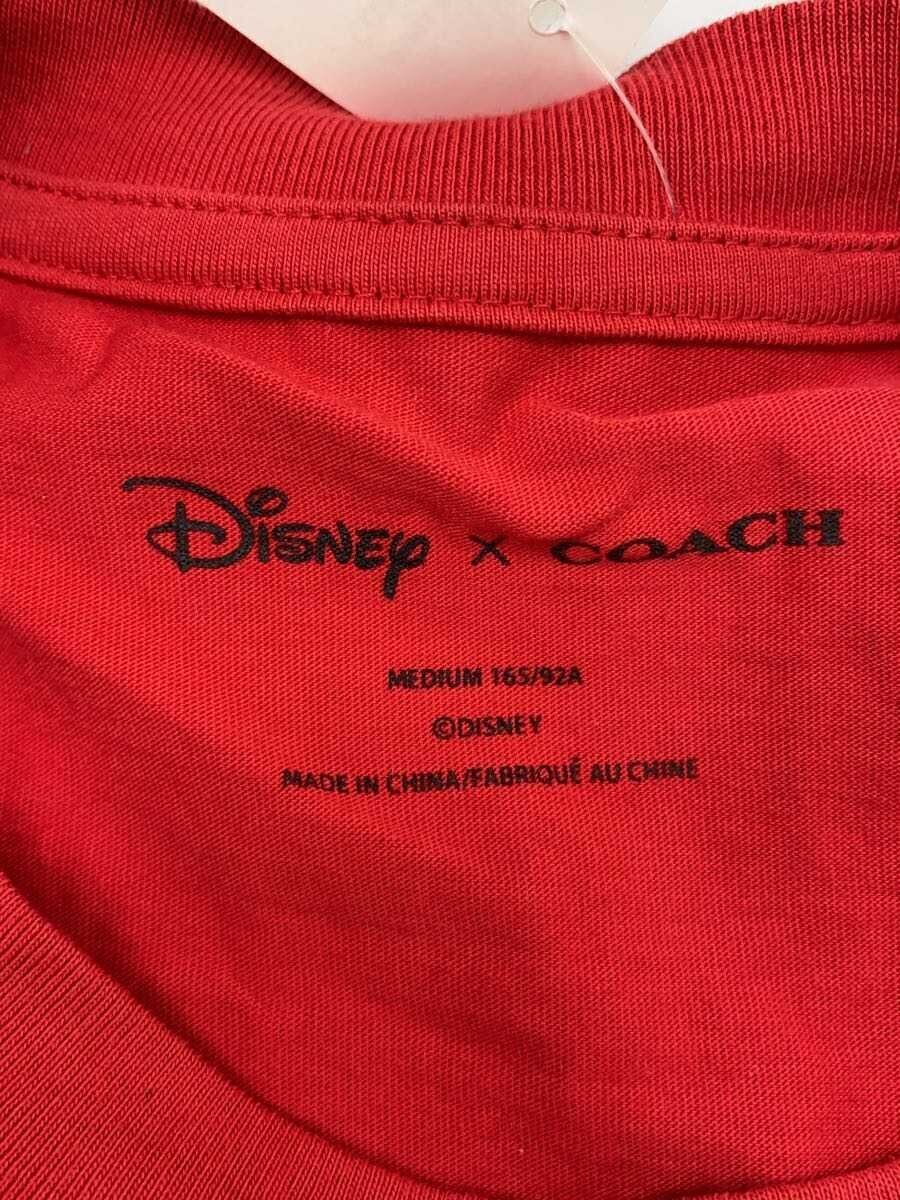 Disney × COACH
MEDIUM 165/92A
©DISNEY
MADE IN CHINA/FABRIQUÉ AU CHINE